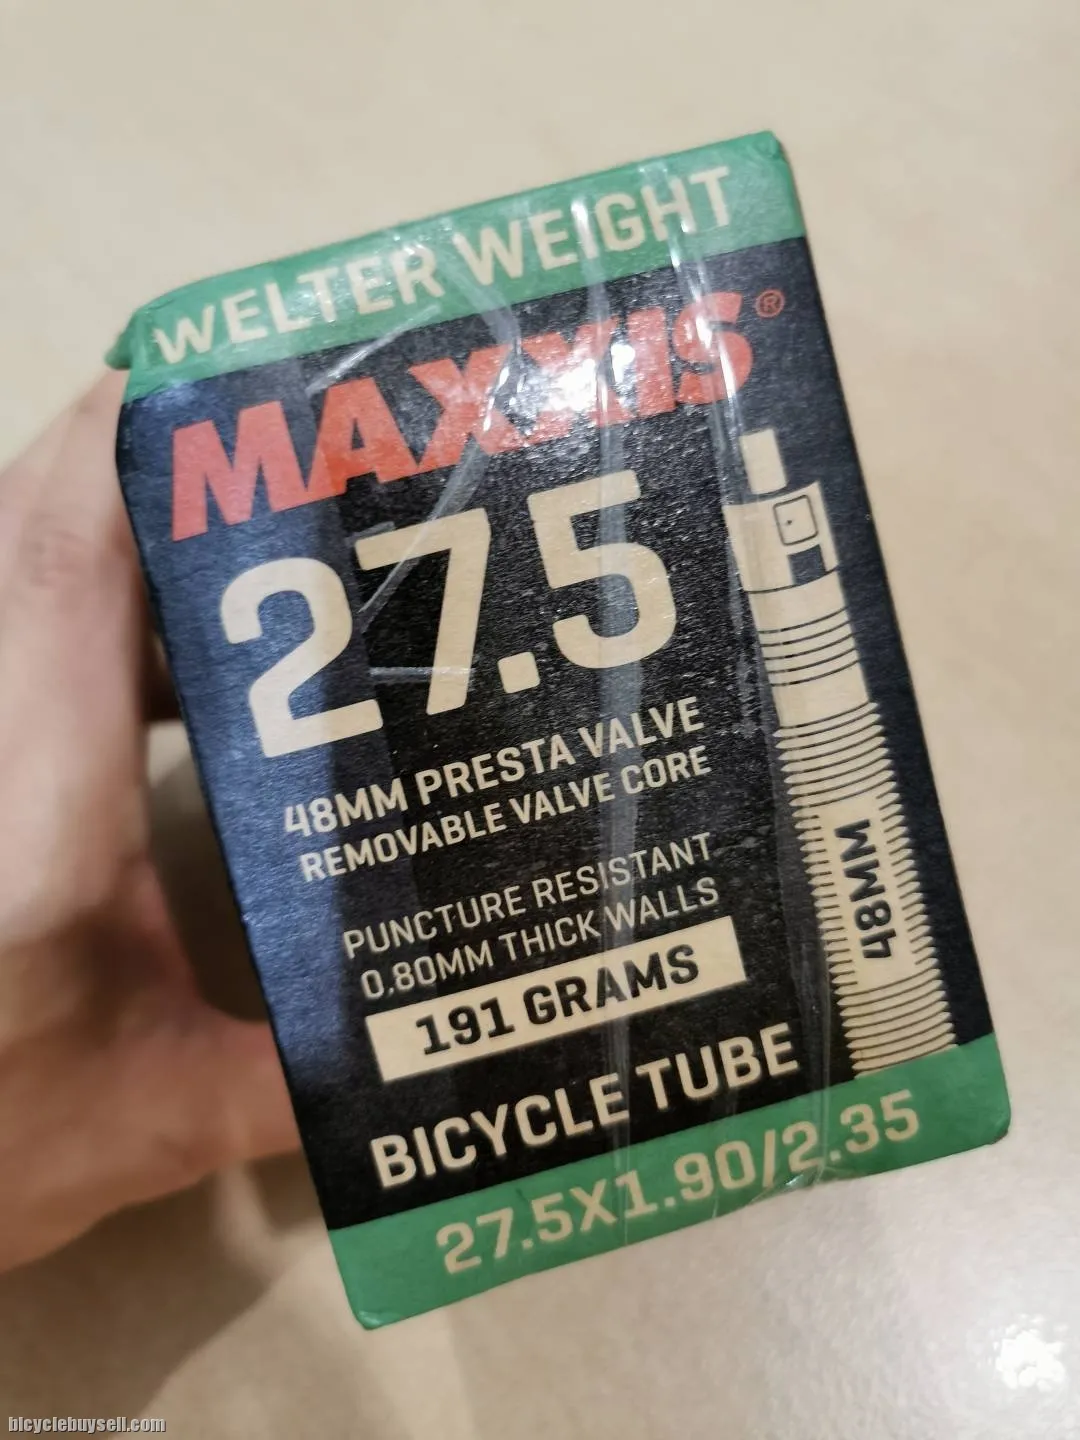 WELTER WEIGHT
MAXXIS®
27.5
48MM PRESTA VALVE
REMOVABLE VALVE CORE
PUNCTURE RESISTANT
0.80MM THICK WALLS
191 GRAMS
48MM
BICYCLE TUBE
27.5X1.90/2.35
bicyclebuysell.com